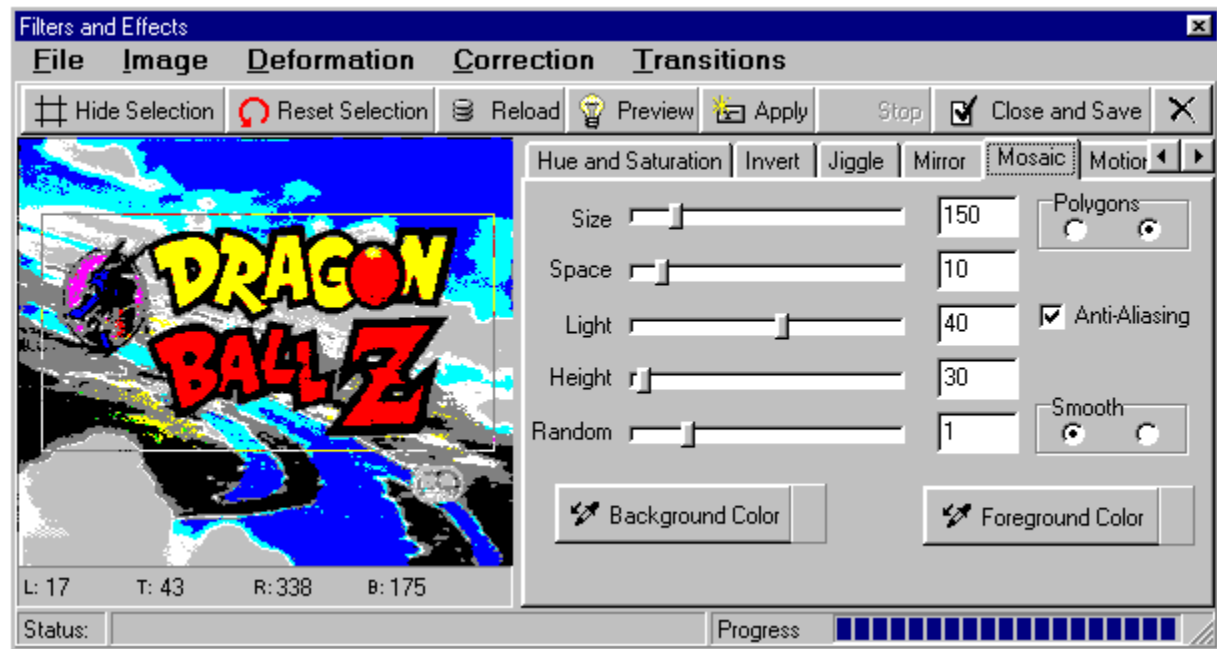 Filters and Effects
File Image Deformation Correction Transitions
Hide Selection Reset Selection Reload Preview Apply Stop Close and Save
Hue and Saturation Invert Jiggle Mirror Mosaic Motion
DRAGON
BALL Z
Size 150 Polygons
Space 10
Light 40 Anti-Aliasing
Height 30
Random 1 Smooth
Background Color Foreground Color
L: 17 T: 43 R: 338 B: 175
Status: Progress